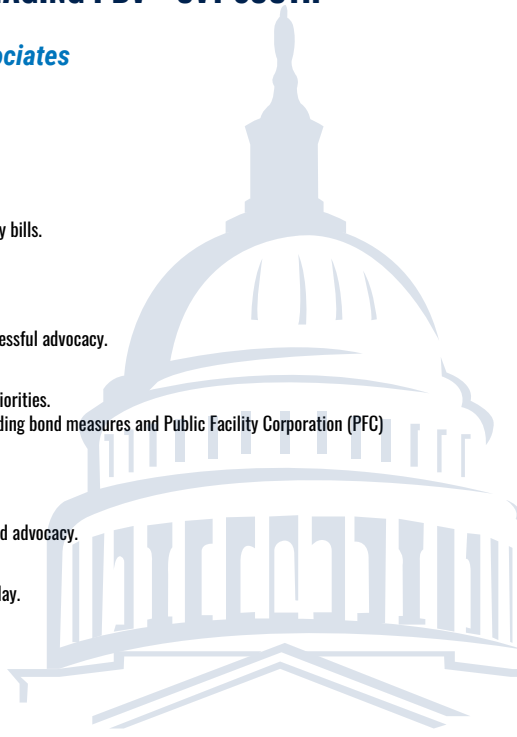 ociates
y bills.
essful advocacy.
iorities.
ding bond measures and Public Facility Corporation (PFC)
d advocacy.
lay.